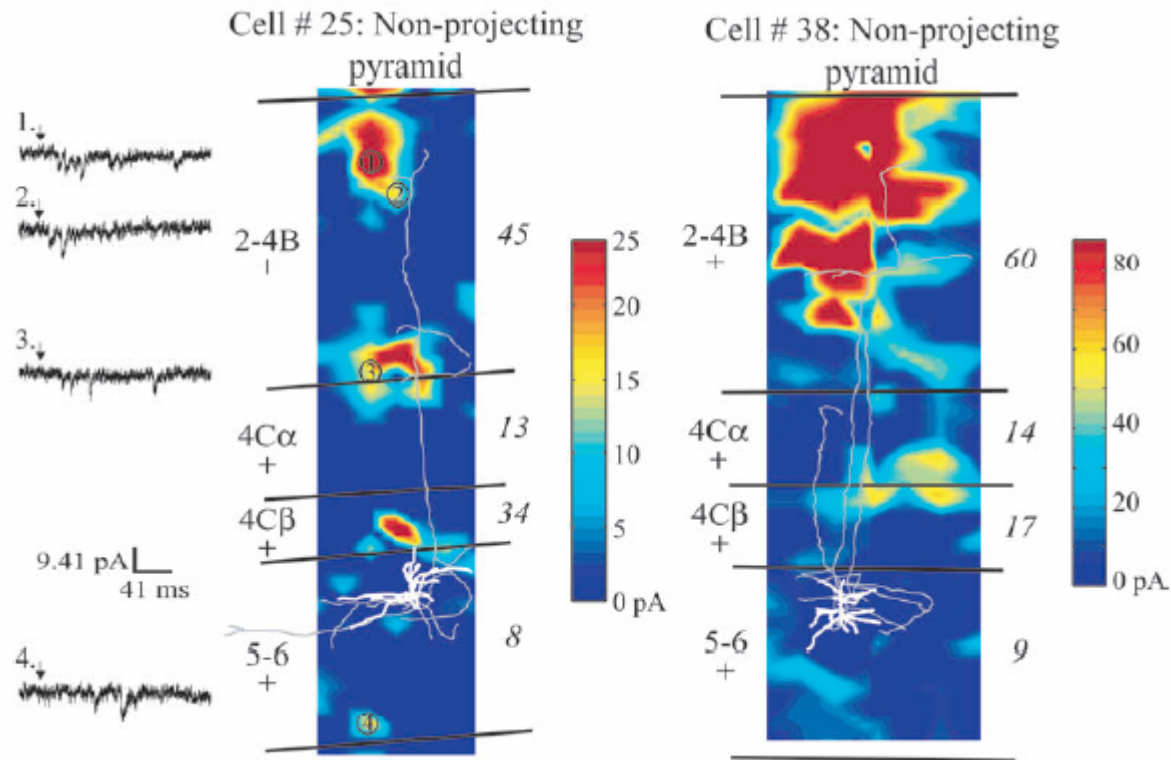 Cell # 25: Non-projecting
pyramid
Cell # 38: Non-projecting
pyramid
1.
2.
3.
9.41 pA
41 ms
4.
2-4B
+
4Cα
+
4Cβ
+
5-6
+
①
②
③
④
45
13
34
8
25
20
15
10
5
0 pA
2-4B
+
4Cα
+
4Cβ
+
5-6
+
60
14
17
9
80
60
40
20
0 pA.